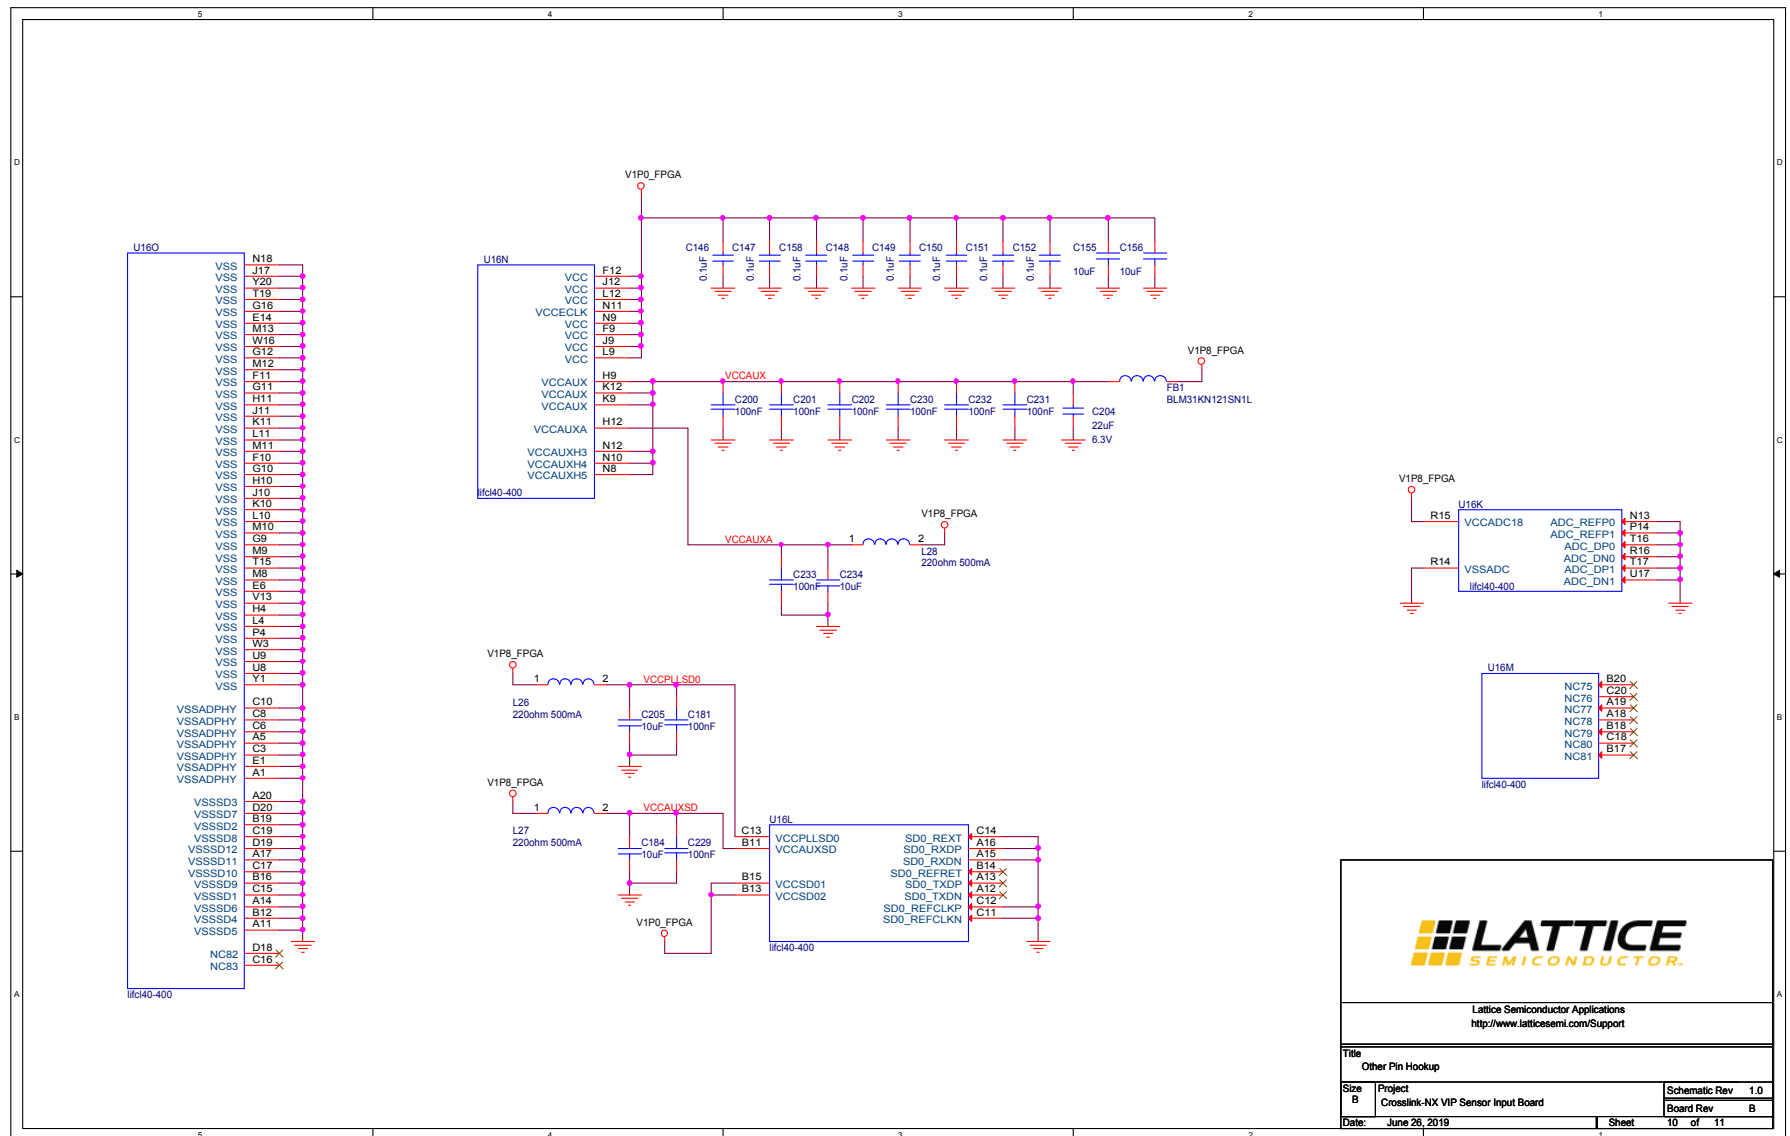 5 4 3 2 1
D D
C C
B B
A A
U16O
VSS N18
VSS J17
VSS Y20
VSS T19
VSS G16
VSS E14
VSS M13
VSS W16
VSS G12
VSS M12
VSS F11
VSS G11
VSS H11
VSS J11
VSS K11
VSS L11
VSS M11
VSS F10
VSS G10
VSS H10
VSS J10
VSS K10
VSS L10
VSS M10
VSS G9
VSS M9
VSS T15
VSS M8
VSS E6
VSS V13
VSS H4
VSS L4
VSS P4
VSS W3
VSS U9
VSS U8
VSS Y1
VSSADPHY C10
VSSADPHY C8
VSSADPHY C6
VSSADPHY A5
VSSADPHY C3
VSSADPHY E1
VSSADPHY A1
VSSSD3 A20
VSSSD7 D20
VSSSD2 B19
VSSSD8 C19
VSSSD12 D19
VSSSD11 A17
VSSSD10 C17
VSSSD9 B16
VSSSD1 C15
VSSSD6 A14
VSSSD4 B12
VSSSD5 A11
NC82 D18
NC83 C16
lifcl40-400
V1P0_FPGA
U16N
VCC F12
VCC J12
VCC L12
VCCECLK N11
VCC N9
VCC F9
VCC J9
VCC L9
VCCAUX H9
VCCAUX K12
VCCAUX K9
VCCAUXA H12
VCCAUXH3 N12
VCCAUXH4 N10
VCCAUXH5 N8
lifcl40-400
C146 C147 C158 C148 C149 C150 C151 C152 C155 C156
0.1uF 0.1uF 0.1uF 0.1uF 0.1uF 0.1uF 0.1uF 0.1uF 10uF 10uF
V1P8_FPGA
VCCAUX
FB1
BLM31KN121SN1L
C200 C201 C202 C230 C232 C231 C204
100nF 100nF 100nF 100nF 100nF 100nF 22uF
6.3V
V1P8_FPGA
VCCAUXA 1 2
L28
220ohm 500mA
C233 C234
100nF 10uF
V1P8_FPGA
1 2 VCCPLLSD0
L26
220ohm 500mA
C205 C181
10uF 100nF
V1P8_FPGA
1 2 VCCAUXSD
L27
220ohm 500mA
C184 C229
10uF 100nF
V1P0_FPGA
U16L
C13 VCCPLLSD0 SD0_REXT C14
B11 VCCAUXSD SD0_RXDP A16
SD0_RXDN A15
SD0_REFRET B14
B15 VCCSD01 SD0_TXDP A13
B13 VCCSD02 SD0_TXDN A12
SD0_REFCLKP C12
SD0_REFCLKN C11
lifcl40-400
V1P8_FPGA
U16K
R15 VCCADC18 ADC_REFP0 N13
ADC_REFP1 P14
ADC_DP0 T16
ADC_DN0 R16
R14 VSSADC ADC_DP1 T17
ADC_DN1 U17
lifcl40-400
U16M
NC75 B20
NC76 C20
NC77 A19
NC78 A18
NC79 B18
NC80 C18
NC81 B17
lifcl40-400
LATTICE
SEMICONDUCTOR.
Lattice Semiconductor Applications
http://www.latticesemi.com/Support
Title
Other Pin Hookup
Size Project Schematic Rev 1.0
B Crosslink-NX VIP Sensor Input Board Board Rev B
Date: June 26, 2019 Sheet 10 of 11
5 4 3 2 1